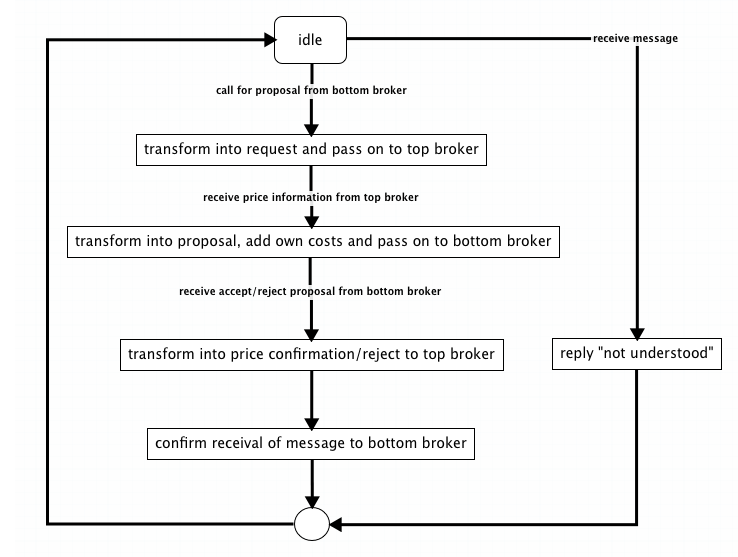 idle
receive message
call for proposal from bottom broker
transform into request and pass on to top broker
receive price information from top broker
transform into proposal, add own costs and pass on to bottom broker
receive accept/reject proposal from bottom broker
transform into price confirmation/reject to top broker
reply "not understood"
confirm receival of message to bottom broker